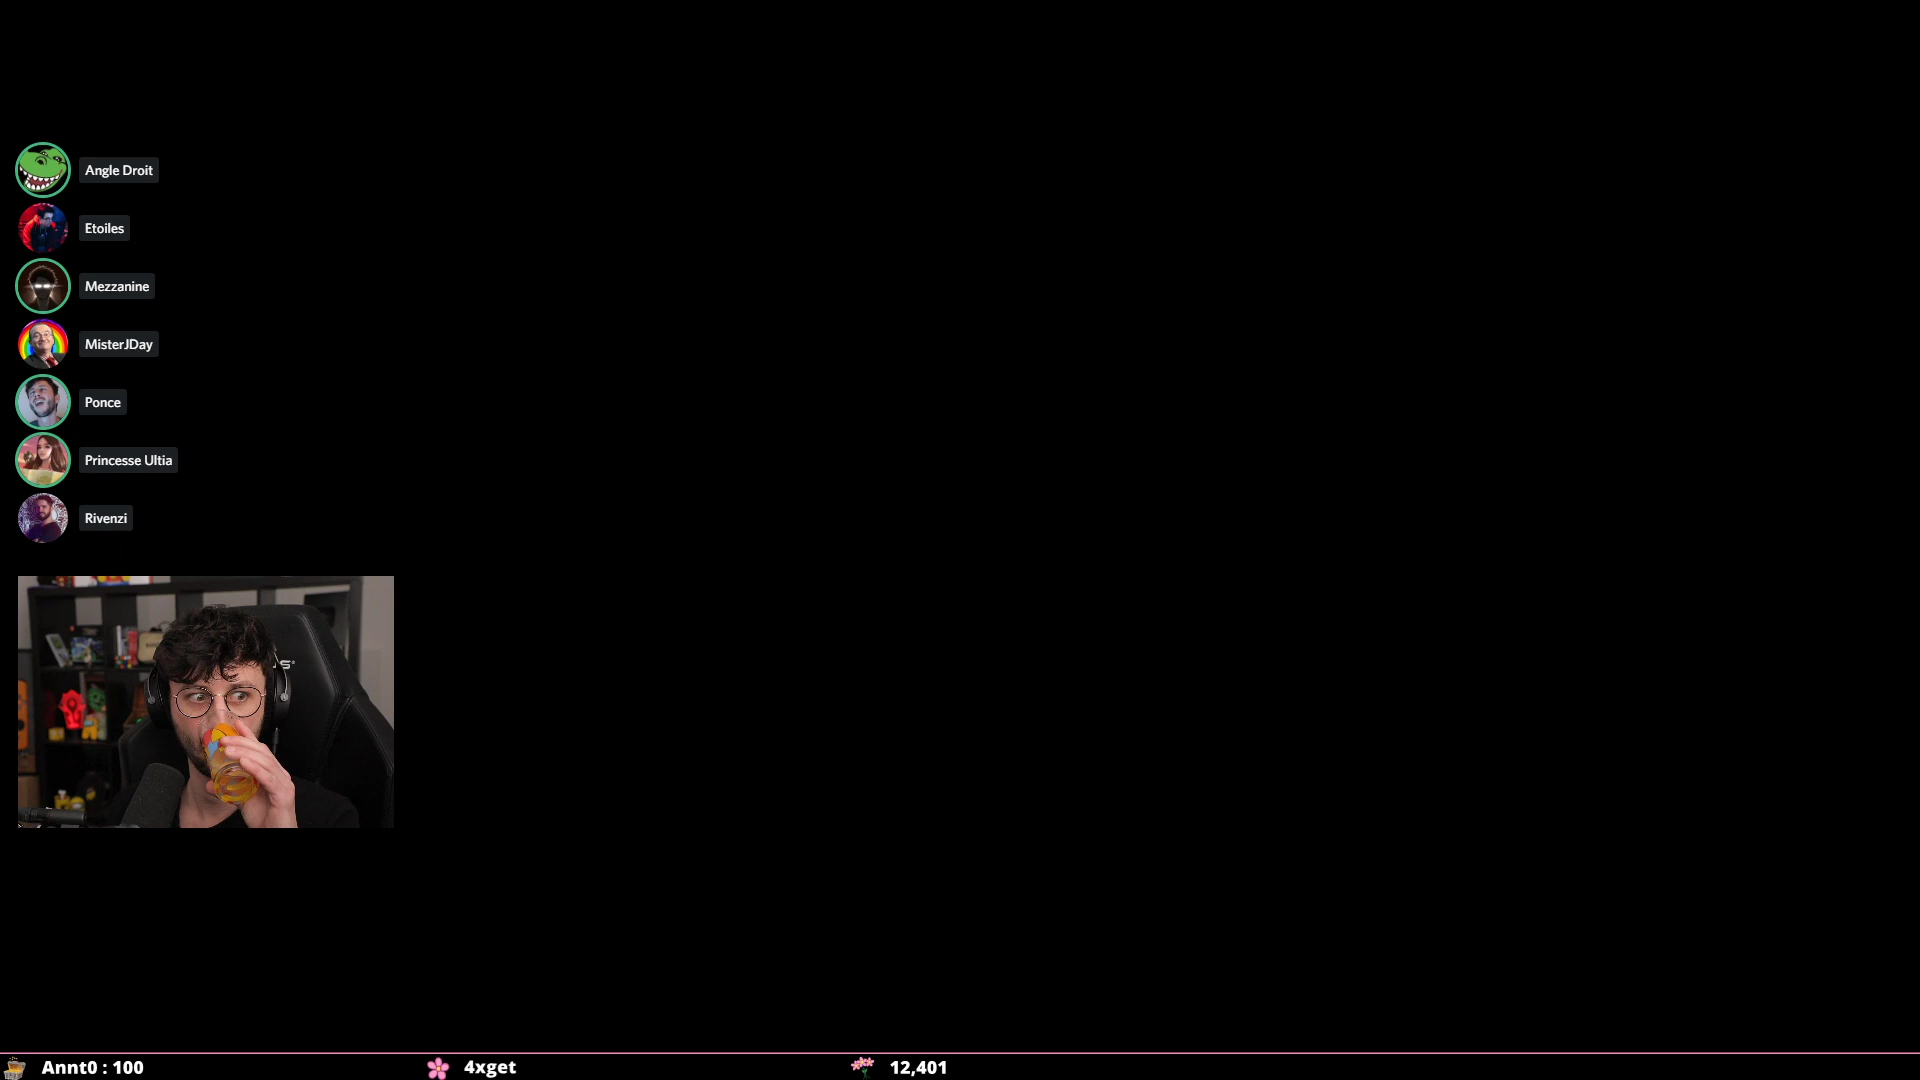 Angle Droit
Etoiles
Mezzanine
MisterJDay
Ponce
Princesse Ultia
Rivenzi
Annt0 : 100
4xget
12,401